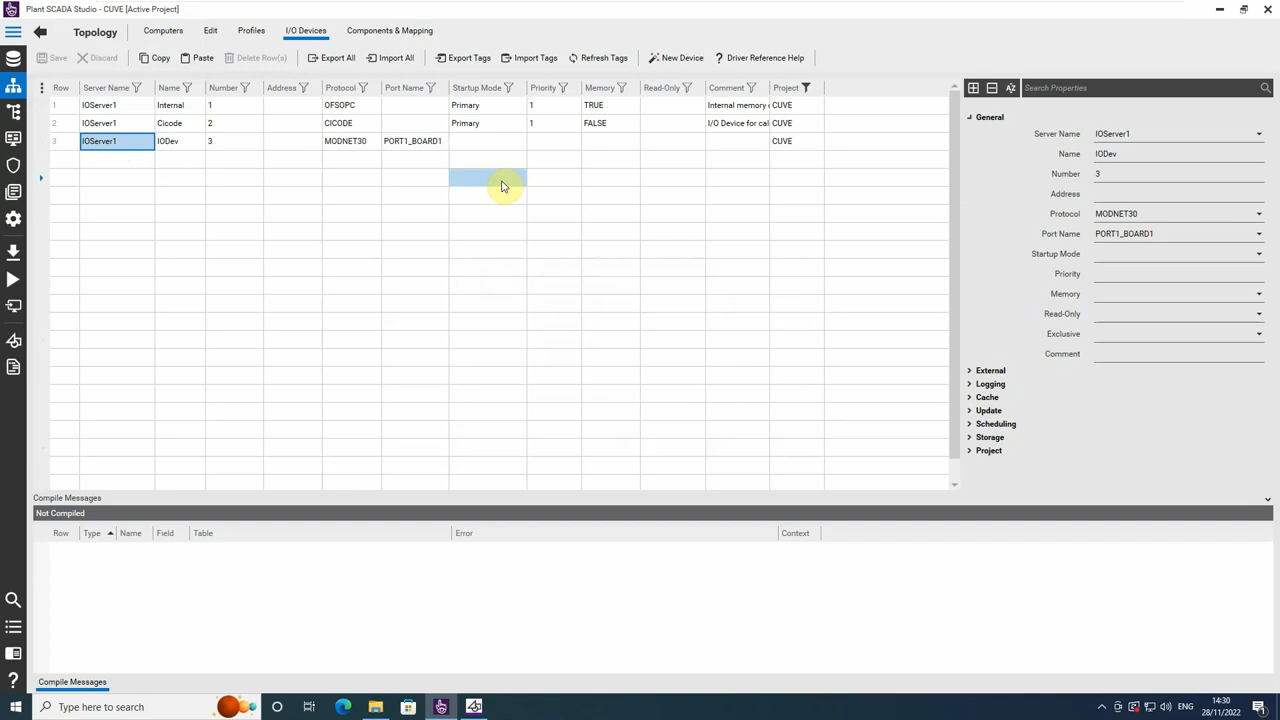 Plant SCADA Studio - CUVE [Active Project]
Topology Computers Edit Profiles I/O Devices Components & Mapping
Save Discard Copy Paste Delete Row(s) Export All Import All Export Tags Import Tags Refresh Tags New Device Driver Reference Help
Row Server Name Name Number Address Protocol Port Name Startup Mode Priority Memory Read-Only Comment Project
1 IOServer1 Internal 1 OFSOPC Primary 1 TRUE Internal memory CUVE
2 IOServer1 Cicode 2 CICODE Primary 1 FALSE I/O Device for cal CUVE
3 IOServer1 IODev 3 MODNET30 PORT1_BOARD1 CUVE
Search Properties
General
Server Name IOServer1
Name IODev
Number 3
Address
Protocol MODNET30
Port Name PORT1_BOARD1
Startup Mode
Priority
Memory
Read-Only
Exclusive
Comment
External
Logging
Cache
Update
Scheduling
Storage
Project
Compile Messages
Not Compiled
Row Type Name Field Table Error Context
Compile Messages
Type here to search
ENG
14:30
28/11/2022